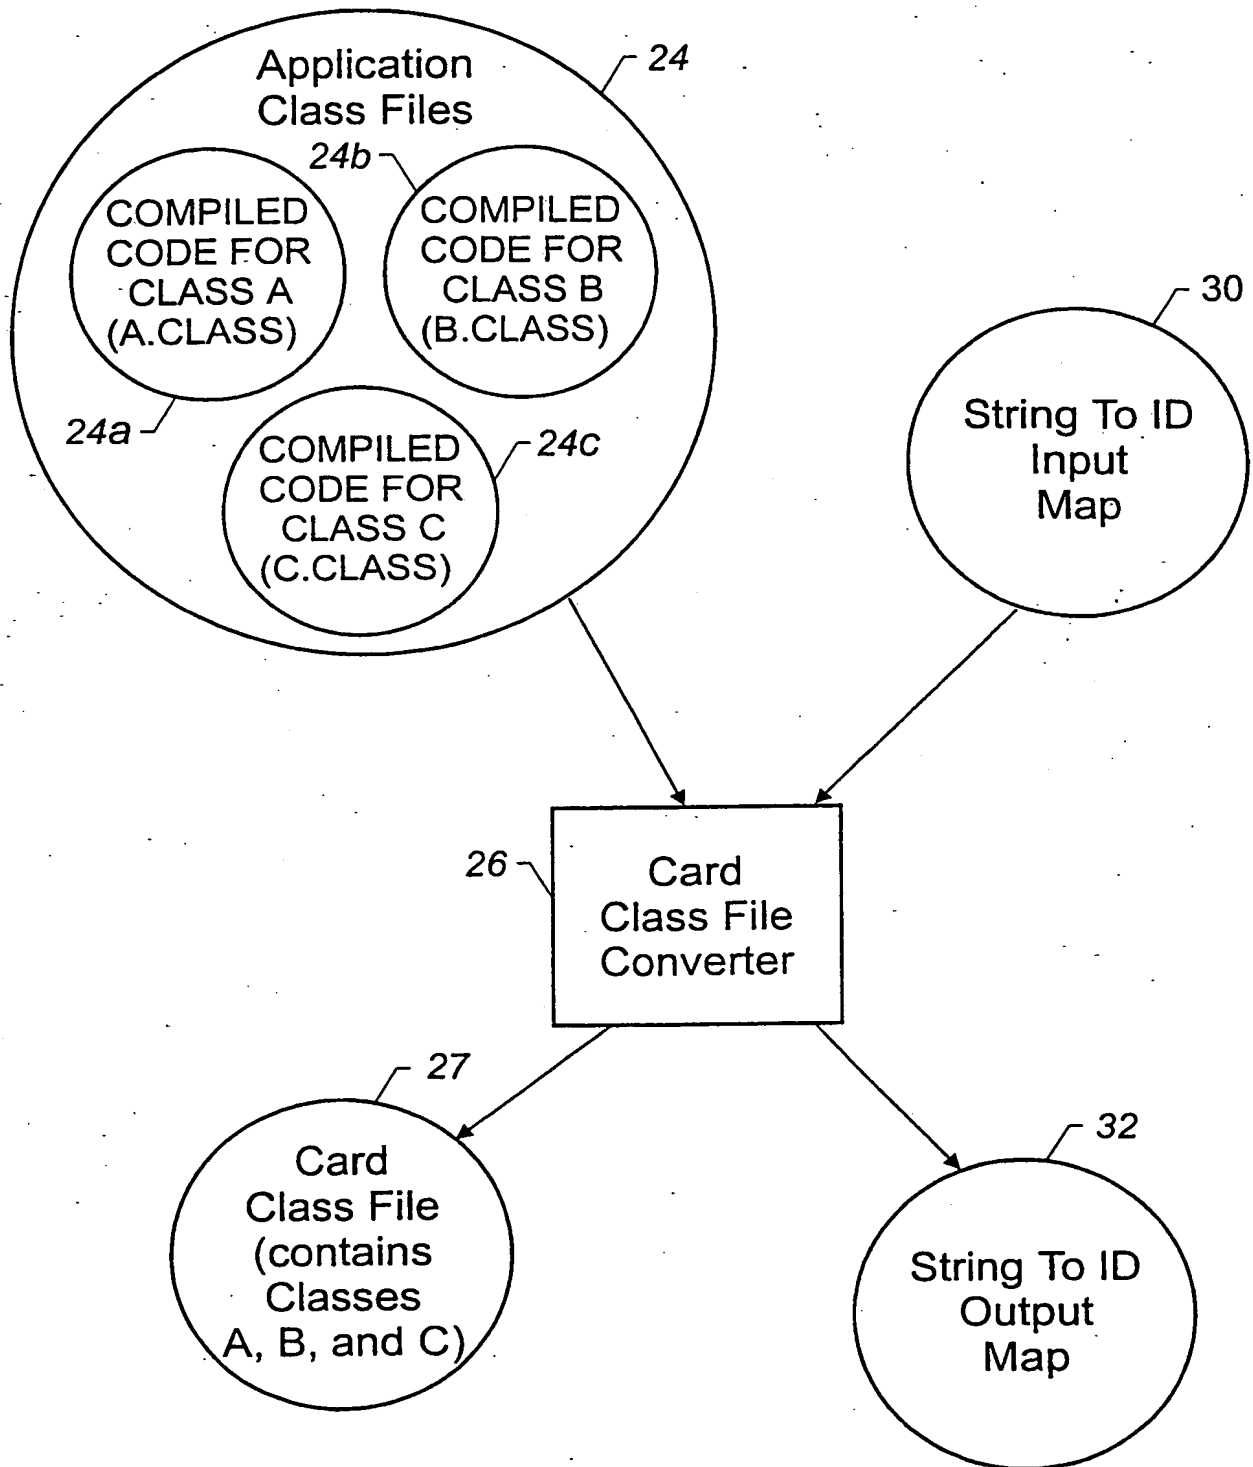 Application
Class Files
24
24b
COMPILED
CODE FOR
CLASS A
(A.CLASS)
COMPILED
CODE FOR
CLASS B
(B.CLASS)
24a
COMPILED
CODE FOR
CLASS C
(C.CLASS)
24c
30
String To ID
Input
Map
26
Card
Class File
Converter
27
Card
Class File
(contains
Classes
A, B, and C)
32
String To ID
Output
Map